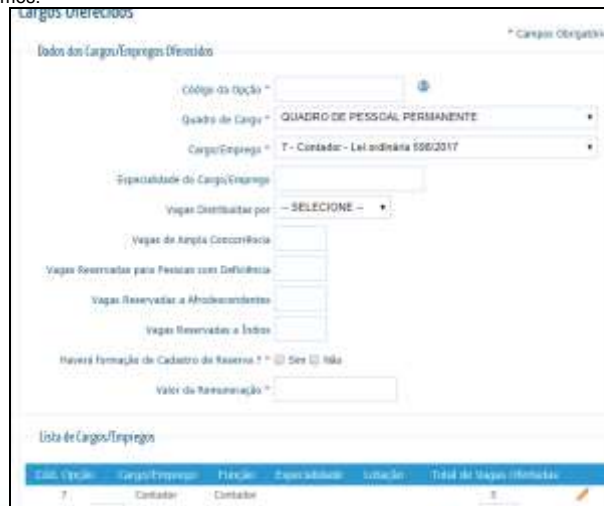 mos.
Cargos Oferecidos
* Campos Obrigatóri
Dados dos Cargos/Empregos Oferecidos
Código da Opção *
Quadro de Cargo * QUADRO DE PESSOAL PERMANENTE
Cargo/Emprego * 7 - Contador - Lei ordinária 598/2017
Especialidade do Cargo/Emprego
Vagas Distribuídas por -- SELECIONE --
Vagas de Ampla Concorrência
Vagas Reservadas para Pessoas com Deficiência
Vagas Reservadas a Afrodescendentes
Vagas Reservadas a Índios
Haverá formação de Cadastro de Reserva ? * Sim Não
Valor da Remuneração *
Lista de Cargos/Empregos
Cód. Opção Cargo/Emprego Função Especialidade Lotação Total de Vagas Ofertadas
7 Contador Contador